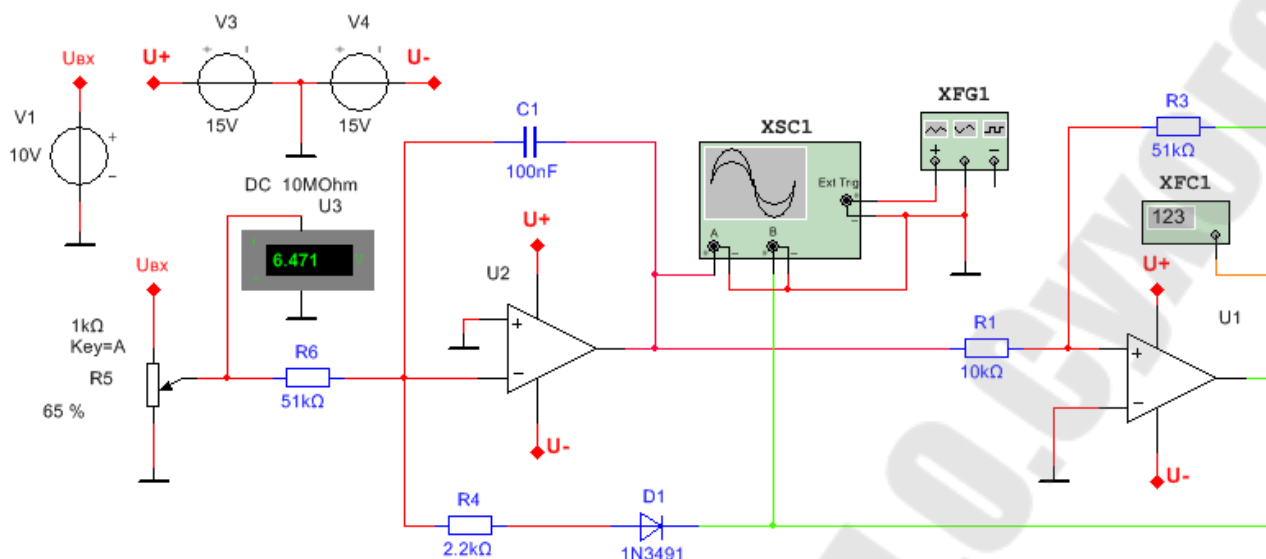 V3
V4
Uвх
U+
U-
V1
10V
15V
15V
C1
100nF
XSC1
Ext Trig
A
B
XFG1
R3
51kΩ
XFC1
123
DC 10MOhm
U3
6.471
V
Uвх
1kΩ
Key=A
R5
65 %
R6
51kΩ
U2
U+
U-
R1
10kΩ
U+
U1
U-
R4
2.2kΩ
D1
1N3491